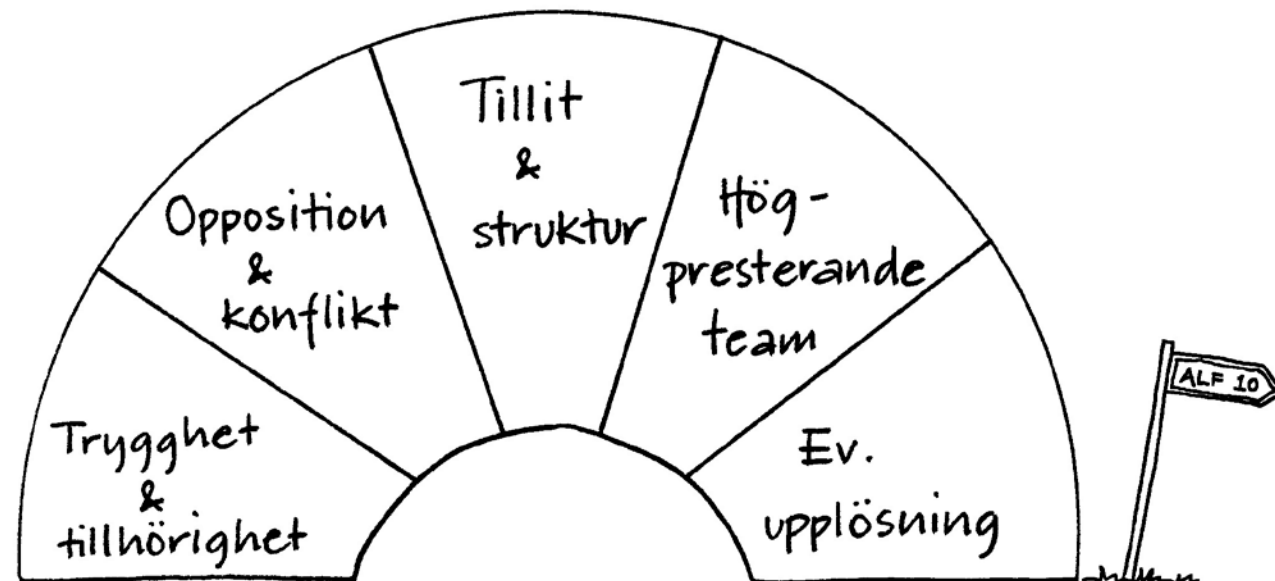 Trygghet
&
tillhörighet
Opposition
&
konflikt
Tillit
&
struktur
Hög-
presterande
team
Ev.
upplösning
ALF 10